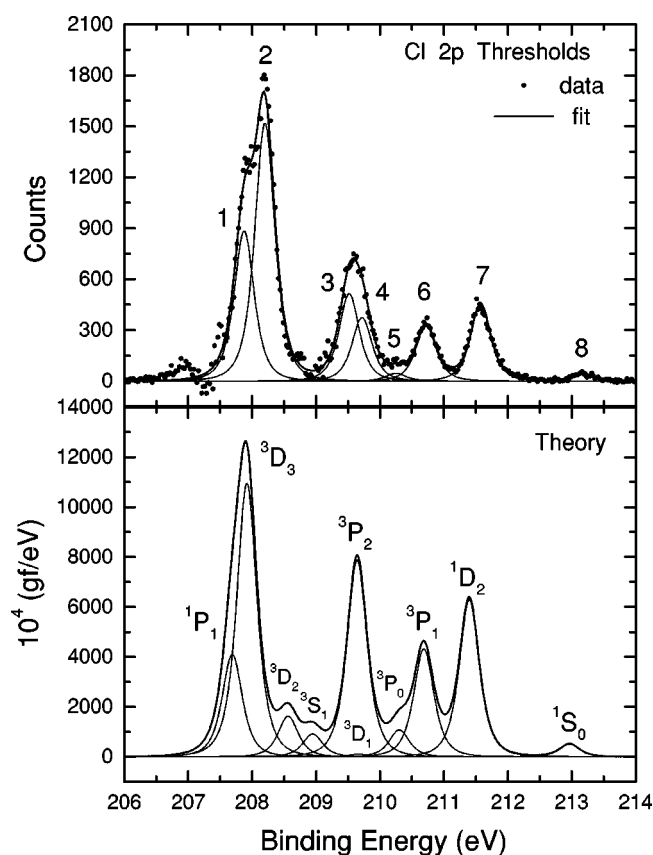 Cl 2p Thresholds
data
fit
1
2
3
4
5
6
7
8
Counts
2100
1800
1500
1200
900
600
300
0
Theory
³D₃
¹P₁
³D₂
³S₁
³P₂
³D₁
³P₀
³P₁
¹D₂
¹S₀
10⁴ (gf/eV)
14000
12000
10000
8000
6000
4000
2000
0
206 207 208 209 210 211 212 213 214
Binding Energy (eV)